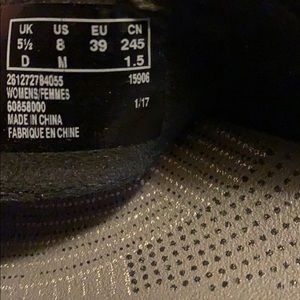 UK US EU CN
5½ 8 39 245
D M 1.5
261272784055 15906
WOMENS/FEMMES
60858000 1/17
MADE IN CHINA
FABRIQUE EN CHINE